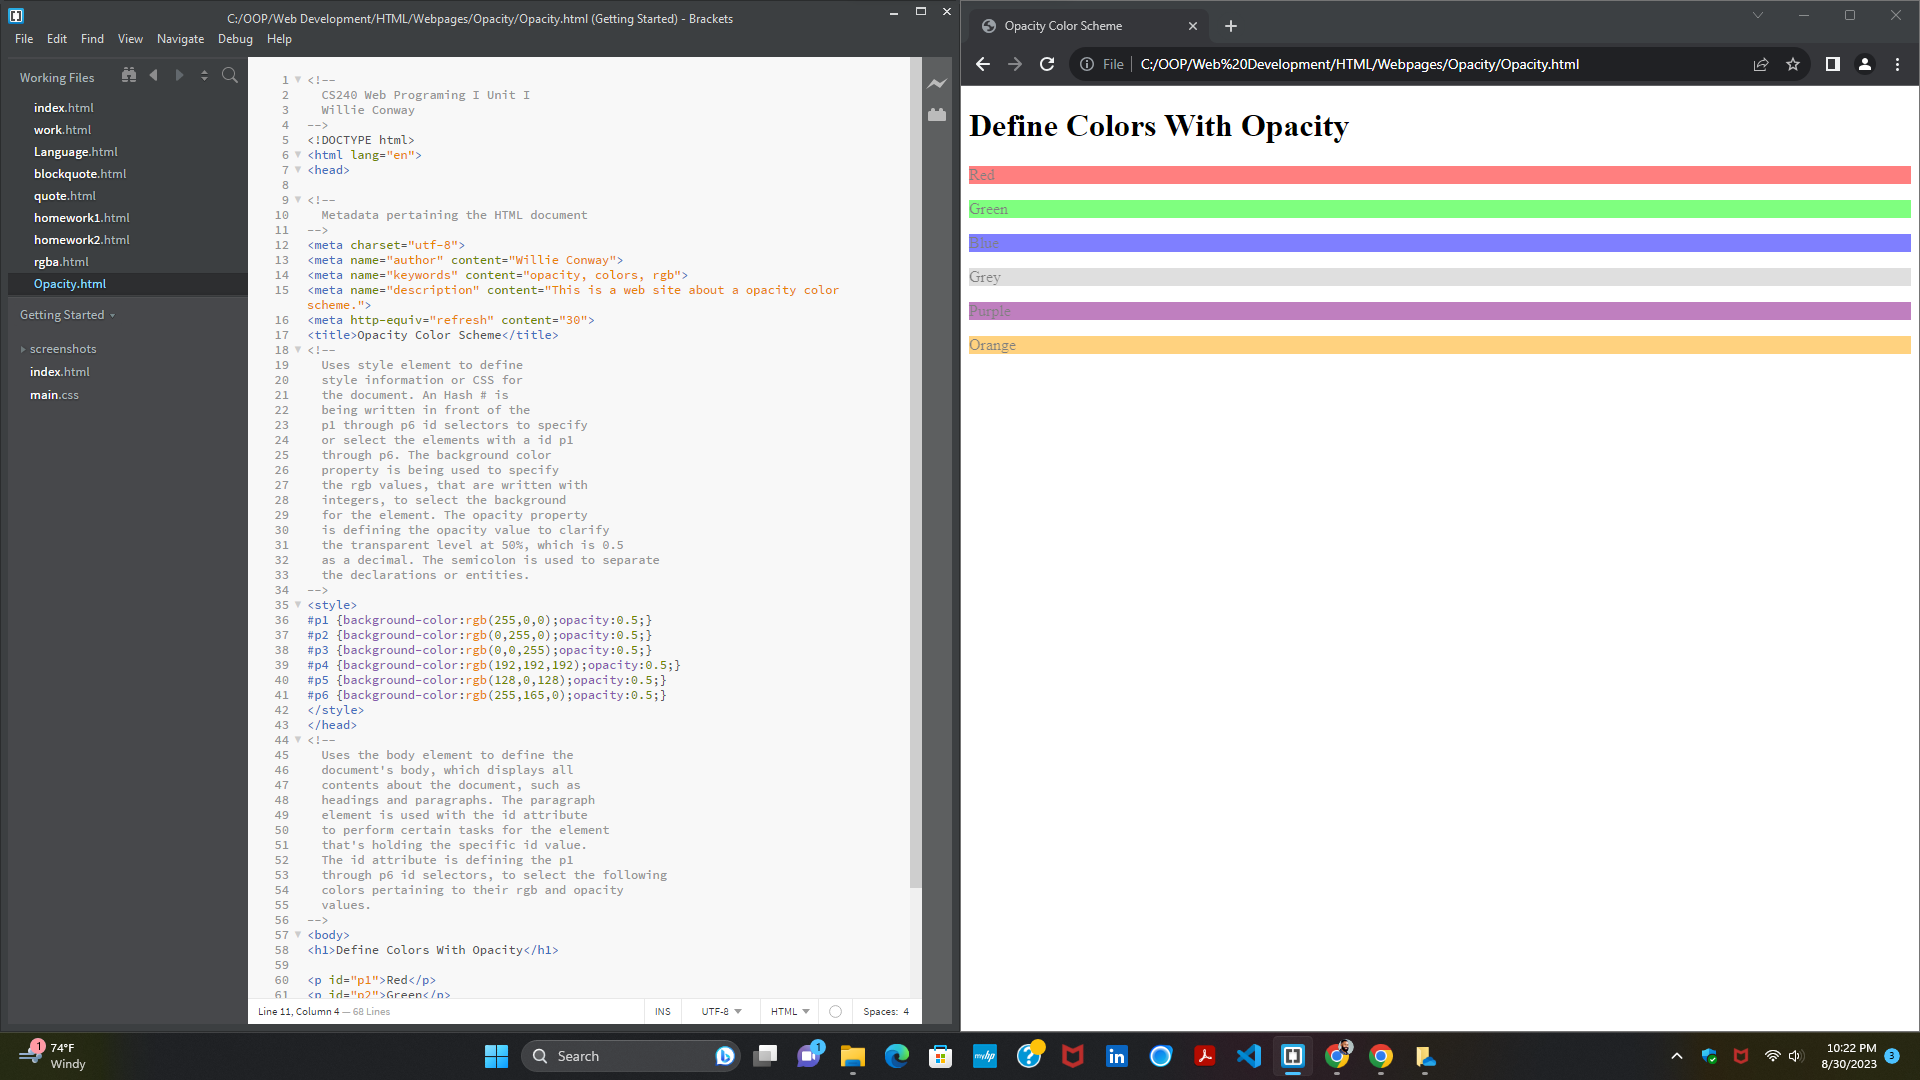 C:/OOP/Web Development/HTML/Webpages/Opacity/Opacity.html (Getting Started) - Brackets
File Edit Find View Navigate Debug Help
Working Files
index.html
work.html
Language.html
blockquote.html
quote.html
homework1.html
homework2.html
rgba.html
Opacity.html
Getting Started
screenshots
index.html
main.css
1 <!--
2 CS240 Web Programing I Unit I
3 Willie Conway
4 -->
5 <!DOCTYPE html>
6 <html lang="en">
7 <head>
8
9 <!--
10 Metadata pertaining the HTML document
11 -->
12 <meta charset="utf-8">
13 <meta name="author" content="Willie Conway">
14 <meta name="keywords" content="opacity, colors, rgb">
15 <meta name="description" content="This is a web site about a opacity color
scheme.">
16 <meta http-equiv="refresh" content="30">
17 <title>Opacity Color Scheme</title>
18 <!--
19 Uses style element to define
20 style information or CSS for
21 the document. An Hash # is
22 being written in front of the
23 p1 through p6 id selectors to specify
24 or select the elements with a id p1
25 through p6. The background color
26 property is being used to specify
27 the rgb values, that are written with
28 integers, to select the background
29 for the element. The opacity property
30 is defining the opacity value to clarify
31 the transparent level at 50%, which is 0.5
32 as a decimal. The semicolon is used to separate
33 the declarations or entities.
34 -->
35 <style>
36 #p1 {background-color:rgb(255,0,0);opacity:0.5;}
37 #p2 {background-color:rgb(0,255,0);opacity:0.5;}
38 #p3 {background-color:rgb(0,0,255);opacity:0.5;}
39 #p4 {background-color:rgb(192,192,192);opacity:0.5;}
40 #p5 {background-color:rgb(128,0,128);opacity:0.5;}
41 #p6 {background-color:rgb(255,165,0);opacity:0.5;}
42 </style>
43 </head>
44 <!--
45 Uses the body element to define the
46 document's body, which displays all
47 contents about the document, such as
48 headings and paragraphs. The paragraph
49 element is used with the id attribute
50 to perform certain tasks for the element
51 that's holding the specific id value.
52 The id attribute is defining the p1
53 through p6 id selectors, to select the following
54 colors pertaining to their rgb and opacity
55 values.
56 -->
57 <body>
58 <h1>Define Colors With Opacity</h1>
59
60 <p id="p1">Red</p>
61 <p id="p2">Green</p>
Line 11, Column 4 — 68 Lines
INS UTF-8 HTML Spaces: 4
Opacity Color Scheme
File C:/OOP/Web%20Development/HTML/Webpages/Opacity/Opacity.html
Define Colors With Opacity
Red
Green
Blue
Grey
Purple
Orange
1
74°F
Windy
Search
1
myhp
in
10:22 PM
8/30/2023
3